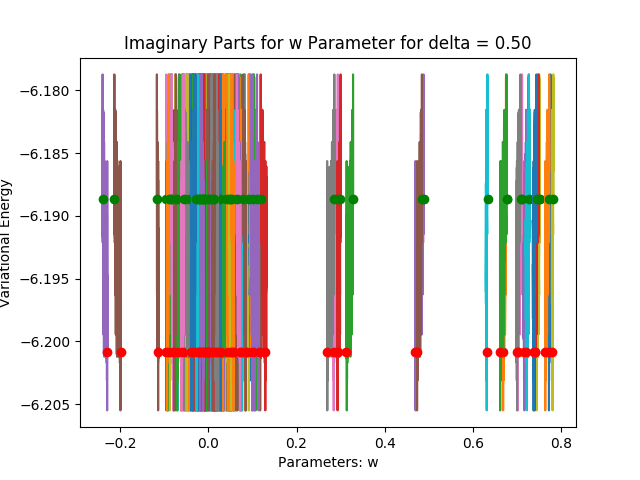 Imaginary Parts for w Parameter for delta = 0.50
−6.180
−6.185
−6.190
−6.195
−6.200
−6.205
Variational Energy
−0.2 0.0 0.2 0.4 0.6 0.8
Parameters: w